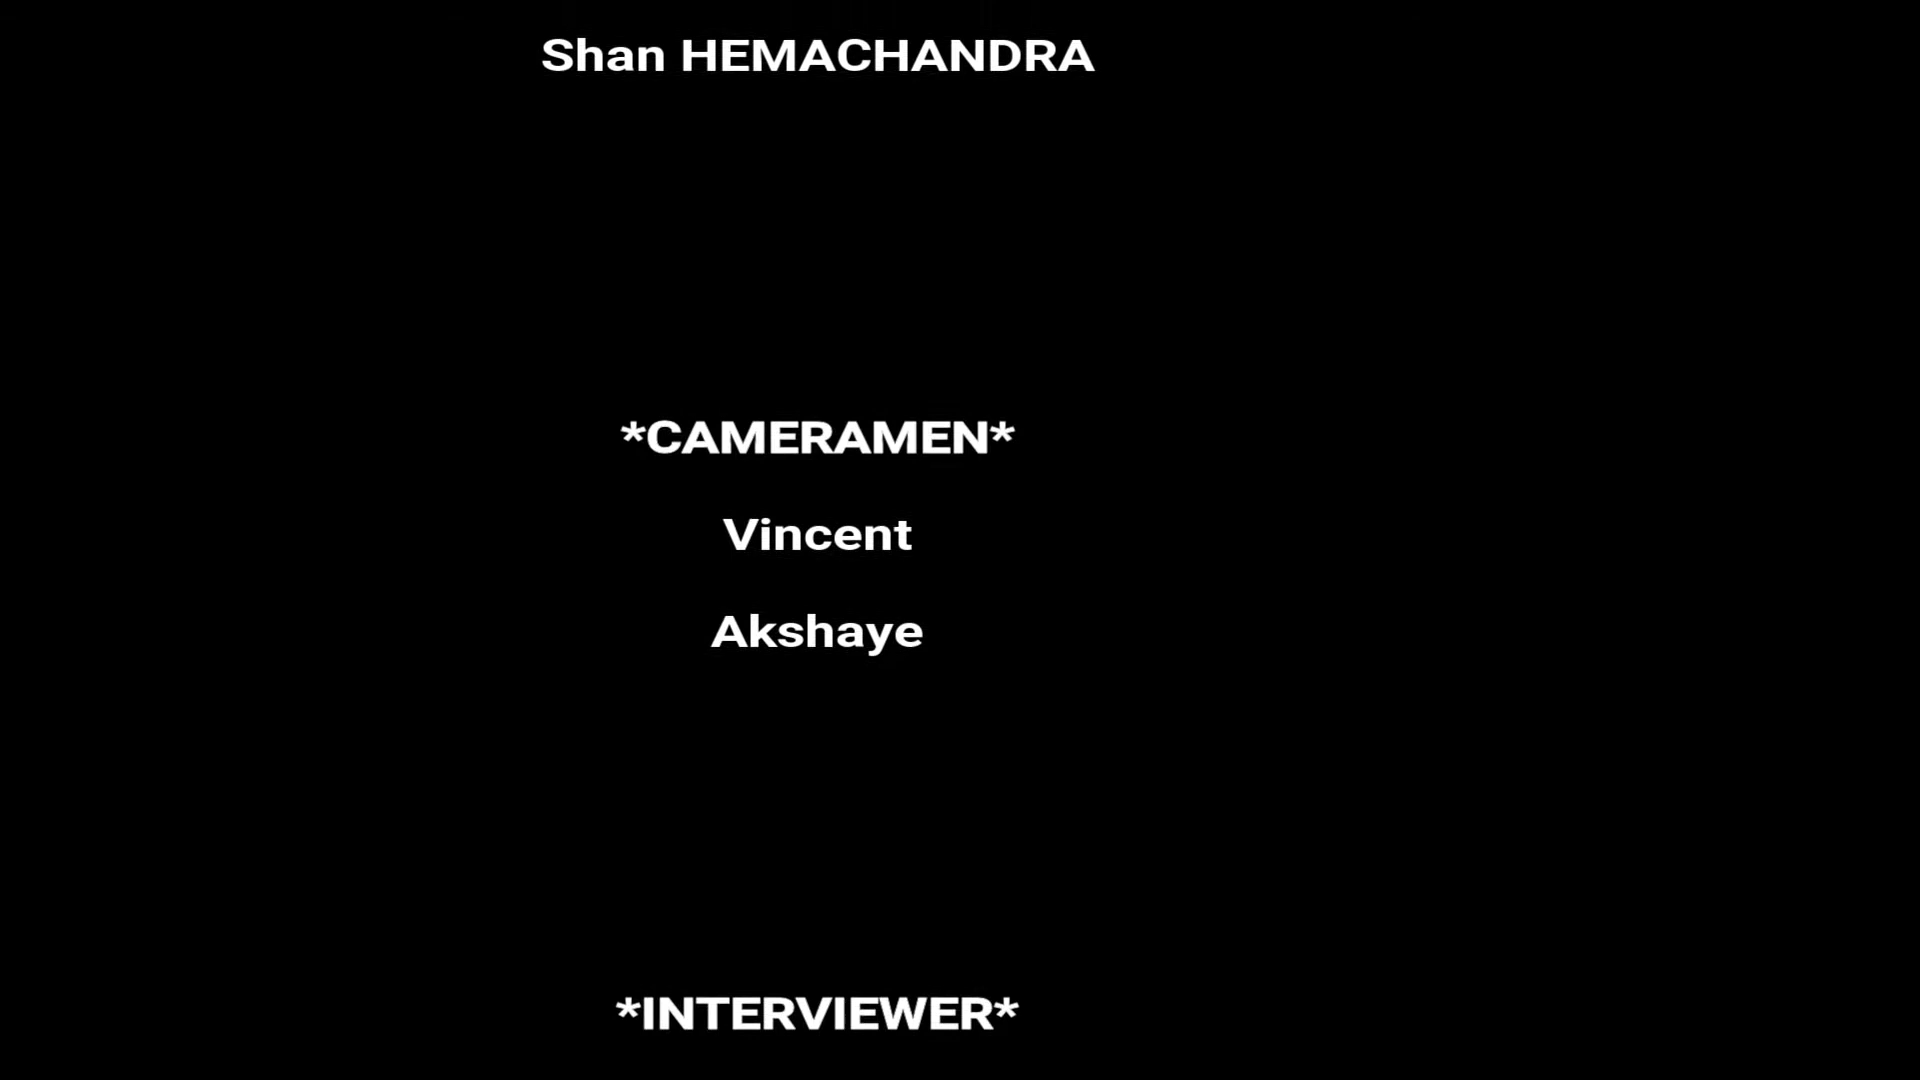 Shan HEMACHANDRA
*CAMERAMEN*
Vincent
Akshaye
*INTERVIEWER*